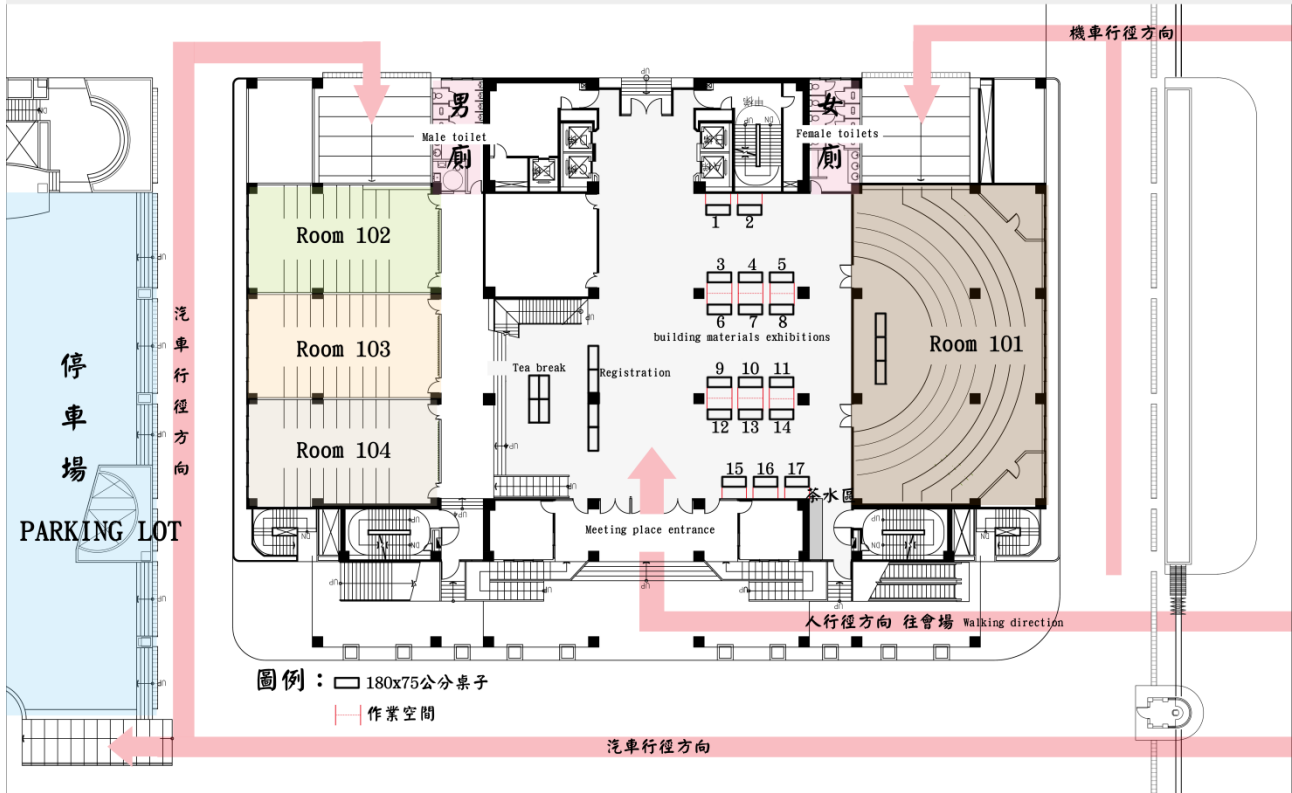 機車行徑方向
男廁
Male toilet
女廁
Female toilets
UP
DN
1 2
Room 102
3 4 5
6 7 8
building materials exhibitions
汽車行徑方向
停車場
PARKING LOT
Room 103
Tea break
Registration
Room 101
9 10 11
12 13 14
Room 104
15 16 17
茶水區
Meeting place entrance
人行徑方向 往會場 Walking direction
圖例：
180x75公分桌子
作業空間
汽車行徑方向